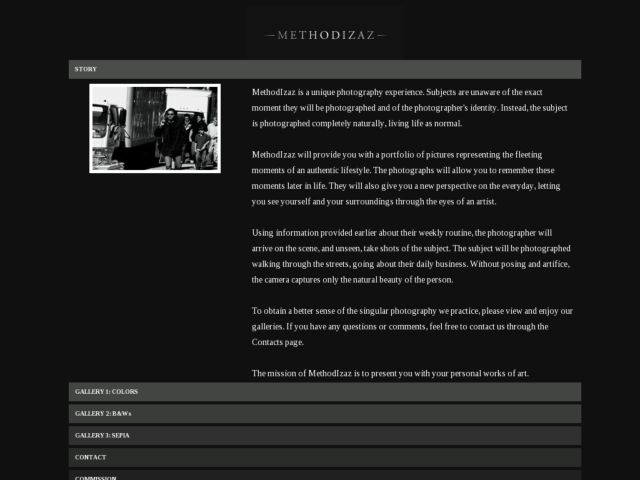 METHODIZAZ
STORY
MethodIzaz is a unique photography experience. Subjects are unaware of the exact
moment they will be photographed and of the photographer's identity. Instead, the subject
is photographed completely naturally, living life as normal.
MethodIzaz will provide you with a portfolio of pictures representing the fleeting
moments of an authentic lifestyle. The photographs will allow you to remember these
moments later in life. They will also give you a new perspective on the everyday, letting
you see yourself and your surroundings through the eyes of an artist.
Using information provided earlier about their weekly routine, the photographer will
arrive on the scene, and unseen, take shots of the subject. The subject will be photographed
walking through the streets, going about their daily business. Without posing and artifice,
the camera captures only the natural beauty of the person.
To obtain a better sense of the singular photography we practice, please view and enjoy our
galleries. If you have any questions or comments, feel free to contact us through the
Contacts page.
The mission of MethodIzaz is to present you with your personal works of art.
GALLERY 1: COLORS
GALLERY 2: B&Ws
GALLERY 3: SEPIA
CONTACT
COMMISSION